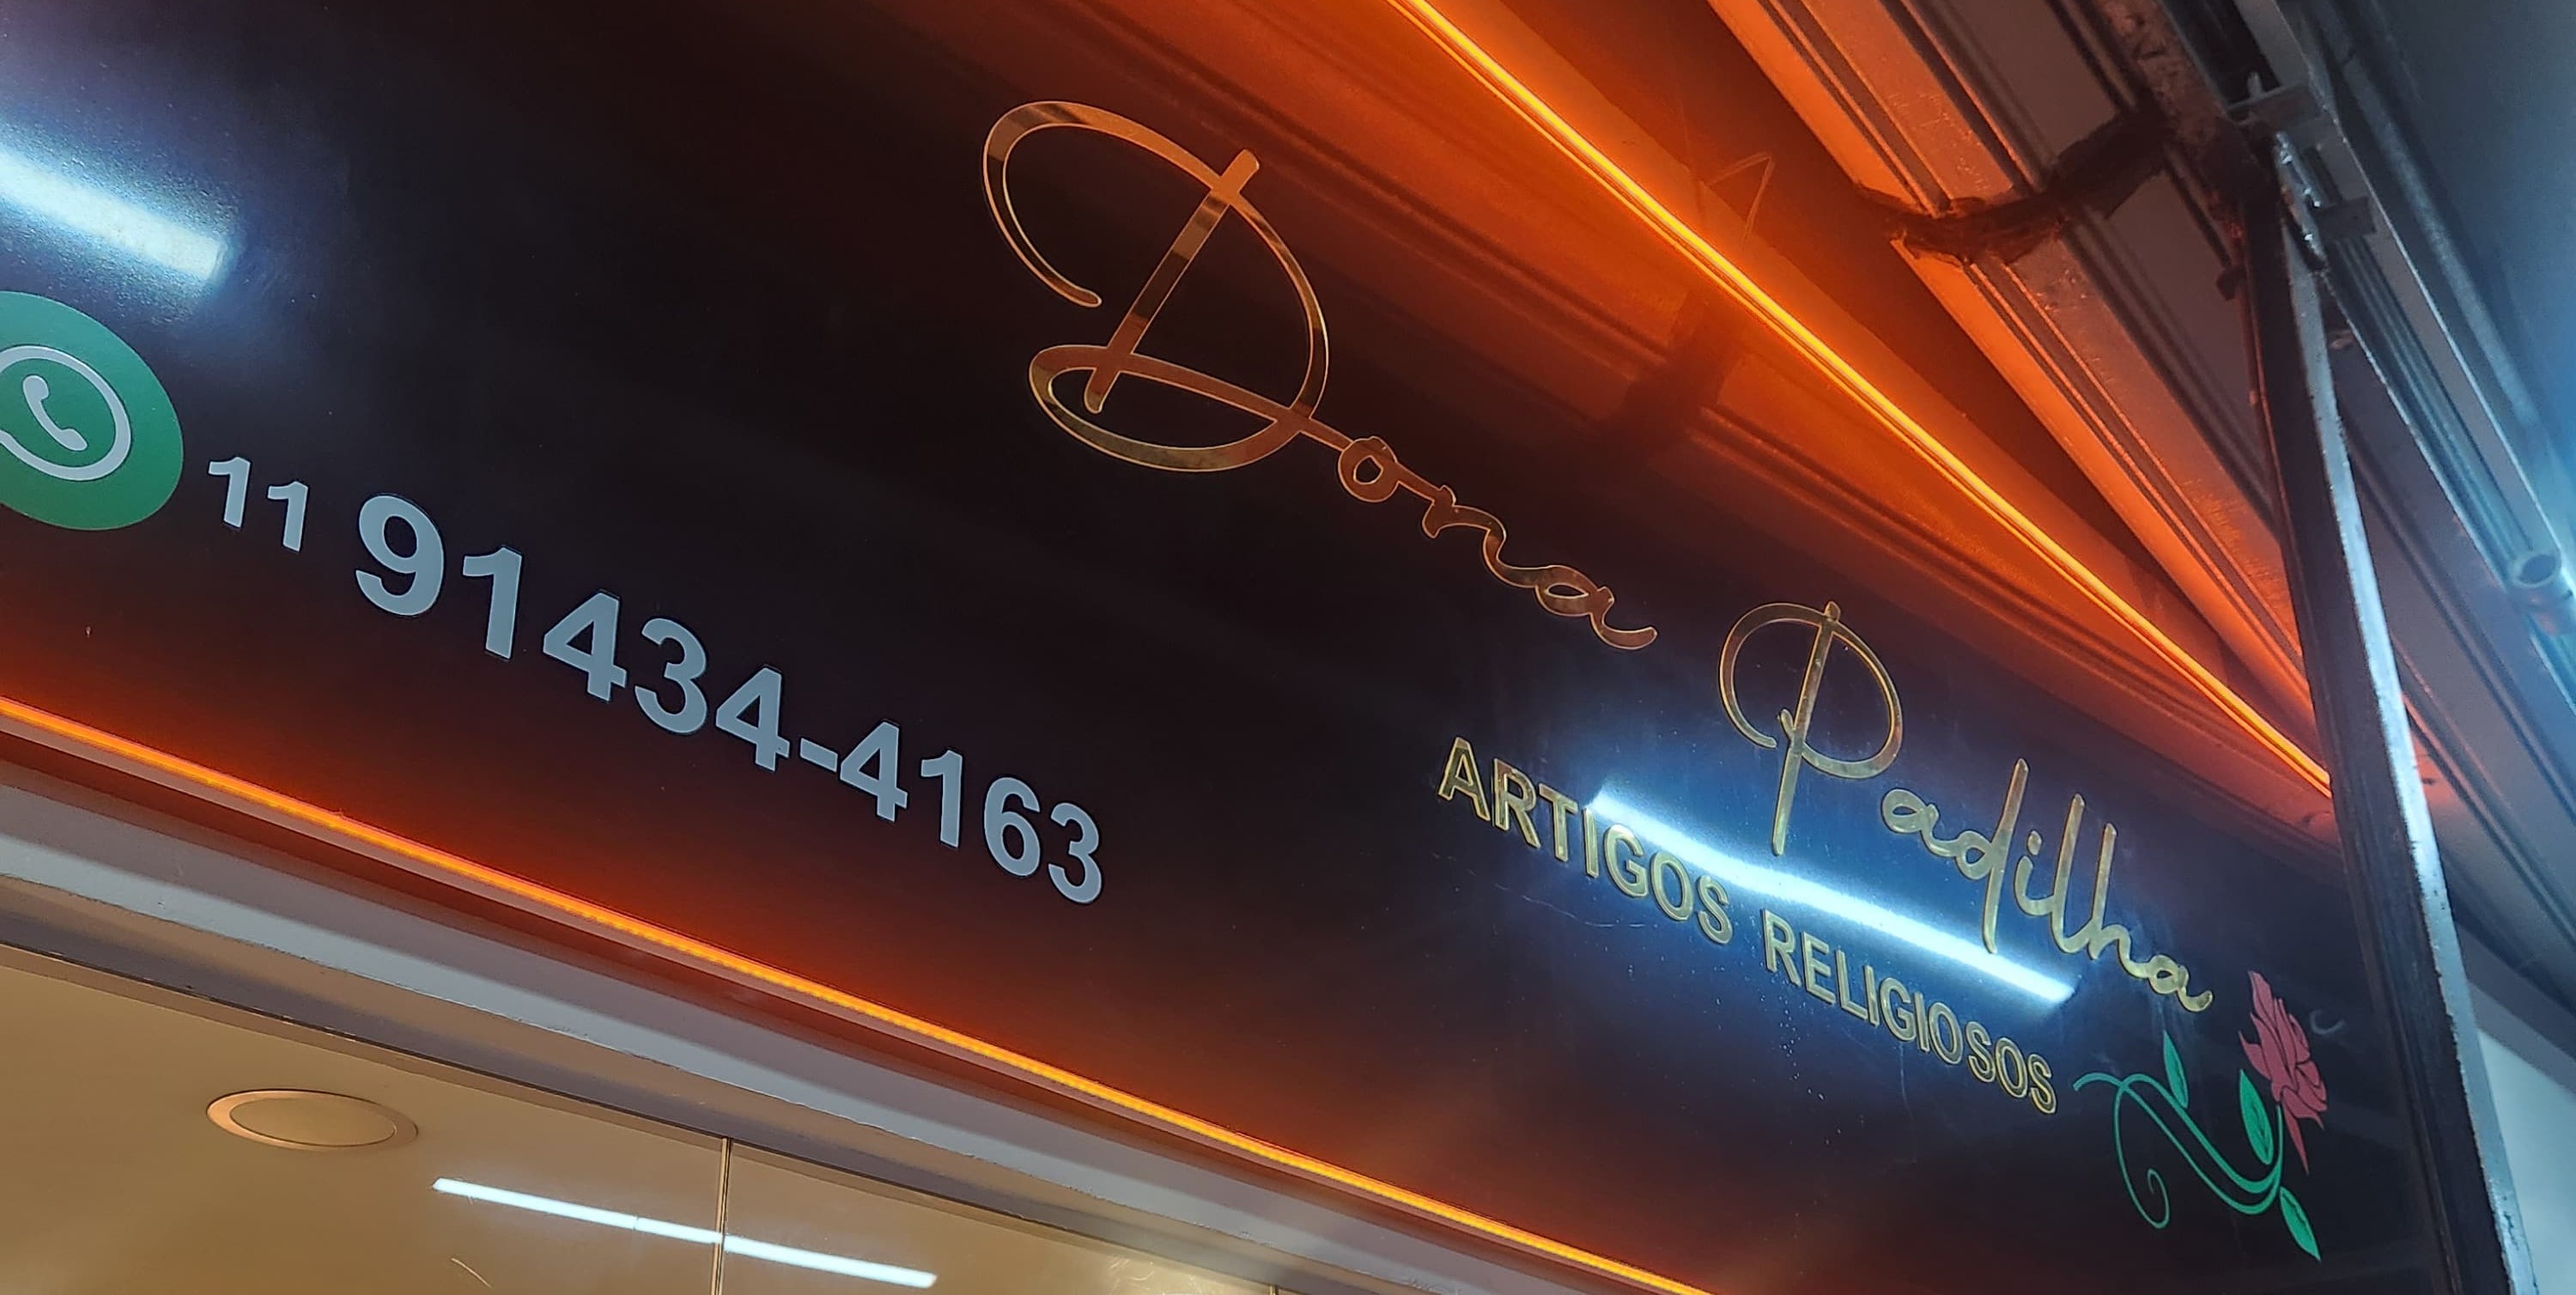 11 91434-4163
Dona Padilha
ARTIGOS RELIGIOSOS